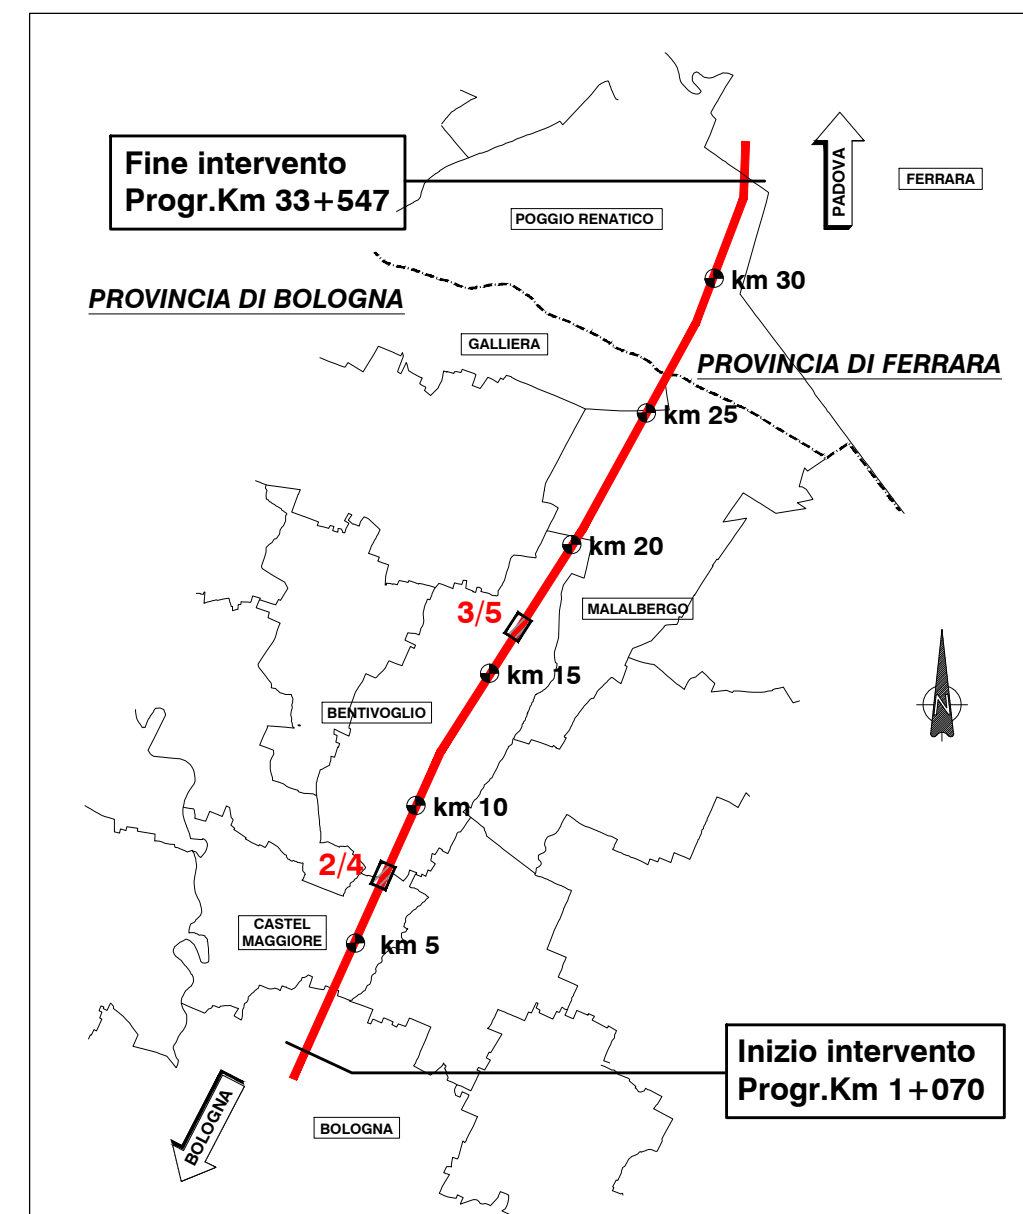 Fine intervento
Progr.Km 33+547
PADOVA
FERRARA
POGGIO RENATICO
km 30
PROVINCIA DI BOLOGNA
GALLIERA
PROVINCIA DI FERRARA
km 25
km 20
3/5
MALALBERGO
km 15
N
BENTIVOGLIO
km 10
2/4
CASTEL
MAGGIORE
km 5
Inizio intervento
Progr.Km 1+070
BOLOGNA
BOLOGNA